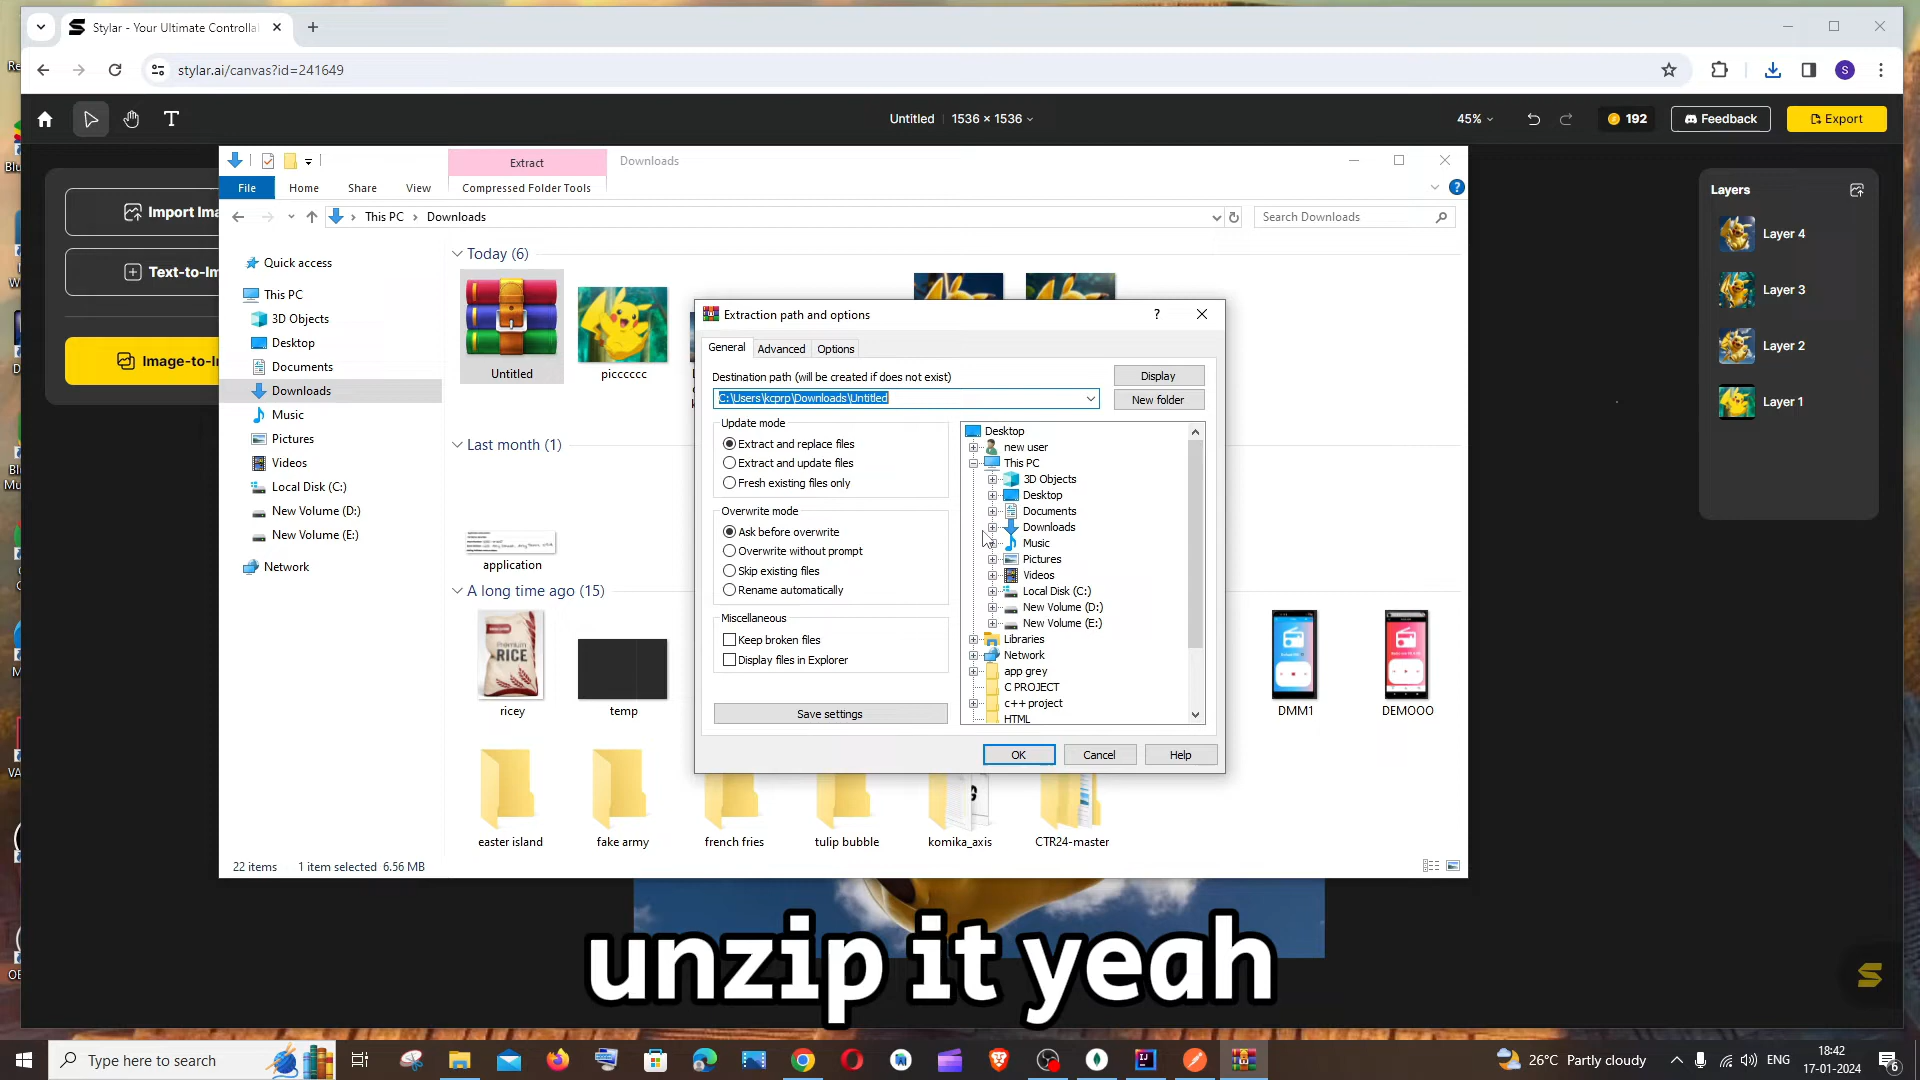 Stylar - Your Ultimate Controlla
stylar.ai/canvas?id=241649
S
Untitled
1536 × 1536
45%
192
Feedback
Export
Extract
Downloads
File
Home
Share
View
Compressed Folder Tools
This PC
Downloads
Search Downloads
Import Ima
Text-to-Im
Image-to-I
Quick access
This PC
3D Objects
Desktop
Documents
Downloads
Music
Pictures
Videos
Local Disk (C:)
New Volume (D:)
New Volume (E:)
Network
Today (6)
Untitled
picccccc
Last month (1)
application
A long time ago (15)
PREMIUM
RICE
ricey
temp
DMM1
DEMOOO
easter island
fake army
french fries
tulip bubble
komika_axis
CTR24-master
22 items
1 item selected 6.56 MB
Extraction path and options
General
Advanced
Options
Destination path (will be created if does not exist)
C:\Users\kcprp\Downloads\Untitled
Display
New folder
Update mode
Extract and replace files
Extract and update files
Fresh existing files only
Overwrite mode
Ask before overwrite
Overwrite without prompt
Skip existing files
Rename automatically
Miscellaneous
Keep broken files
Display files in Explorer
Save settings
Desktop
new user
This PC
3D Objects
Desktop
Documents
Downloads
Music
Pictures
Videos
Local Disk (C:)
New Volume (D:)
New Volume (E:)
Libraries
Network
app grey
C PROJECT
c++ project
HTML
OK
Cancel
Help
Layers
Layer 4
Layer 3
Layer 2
Layer 1
unzip it yeah
Type here to search
26°C Partly cloudy
ENG
18:42
17-01-2024
6